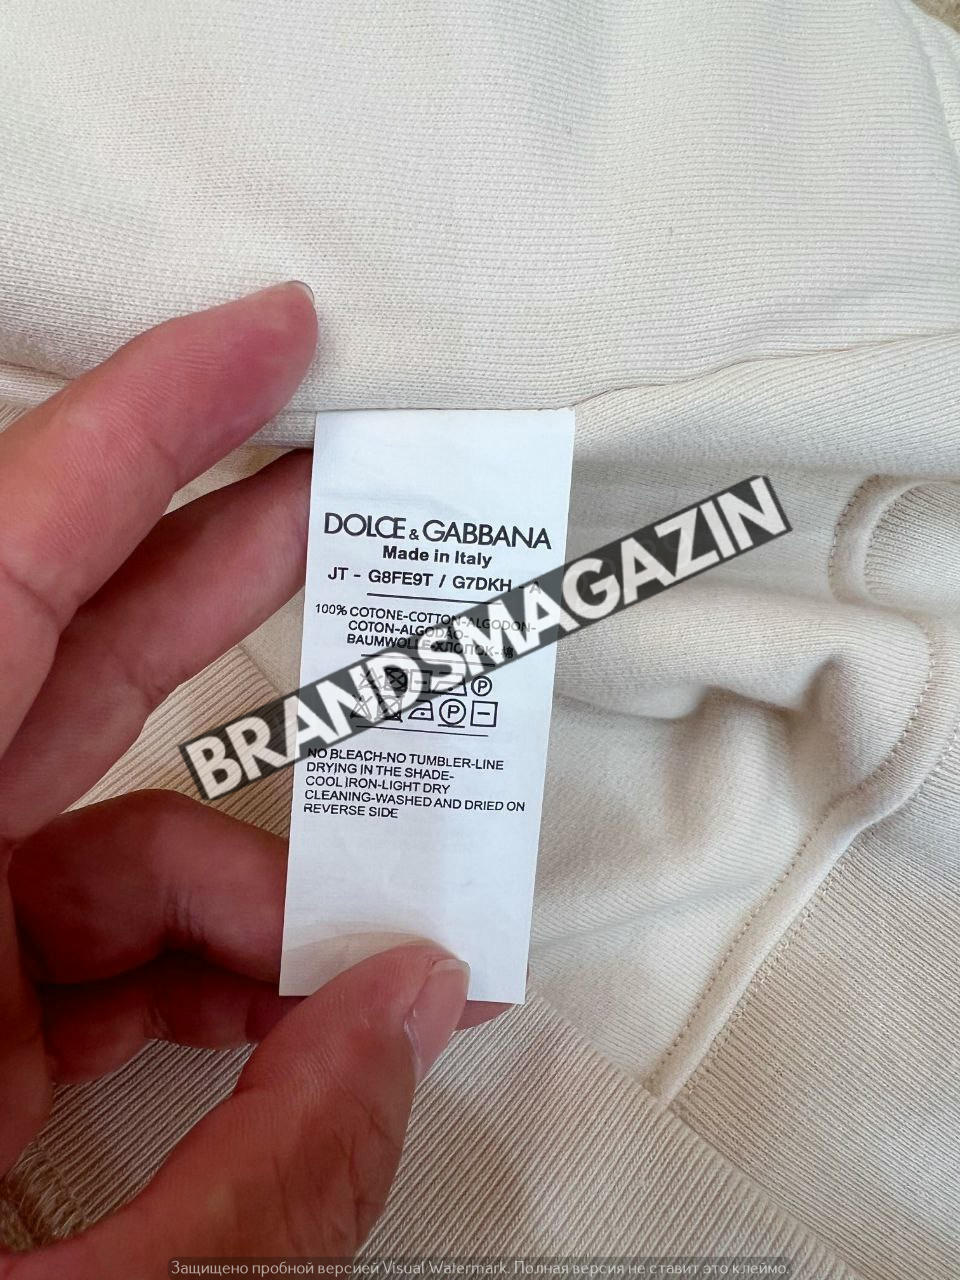 DOLCE & GABBANA
Made in Italy
JT - G8FE9T / G7DKH - A
100% COTONE-COTTON-ALGODON-
COTON-ALGODÃO-
BAUMWOLLE-ХЛОПОК-棉
BRANDSMAGAZIN
P
P
NO BLEACH-NO TUMBLER-LINE
DRYING IN THE SHADE-
COOL IRON-LIGHT DRY
CLEANING-WASHED AND DRIED ON
REVERSE SIDE
Защищено пробной версией Visual Watermark. Полная версия не ставит это клеймо.